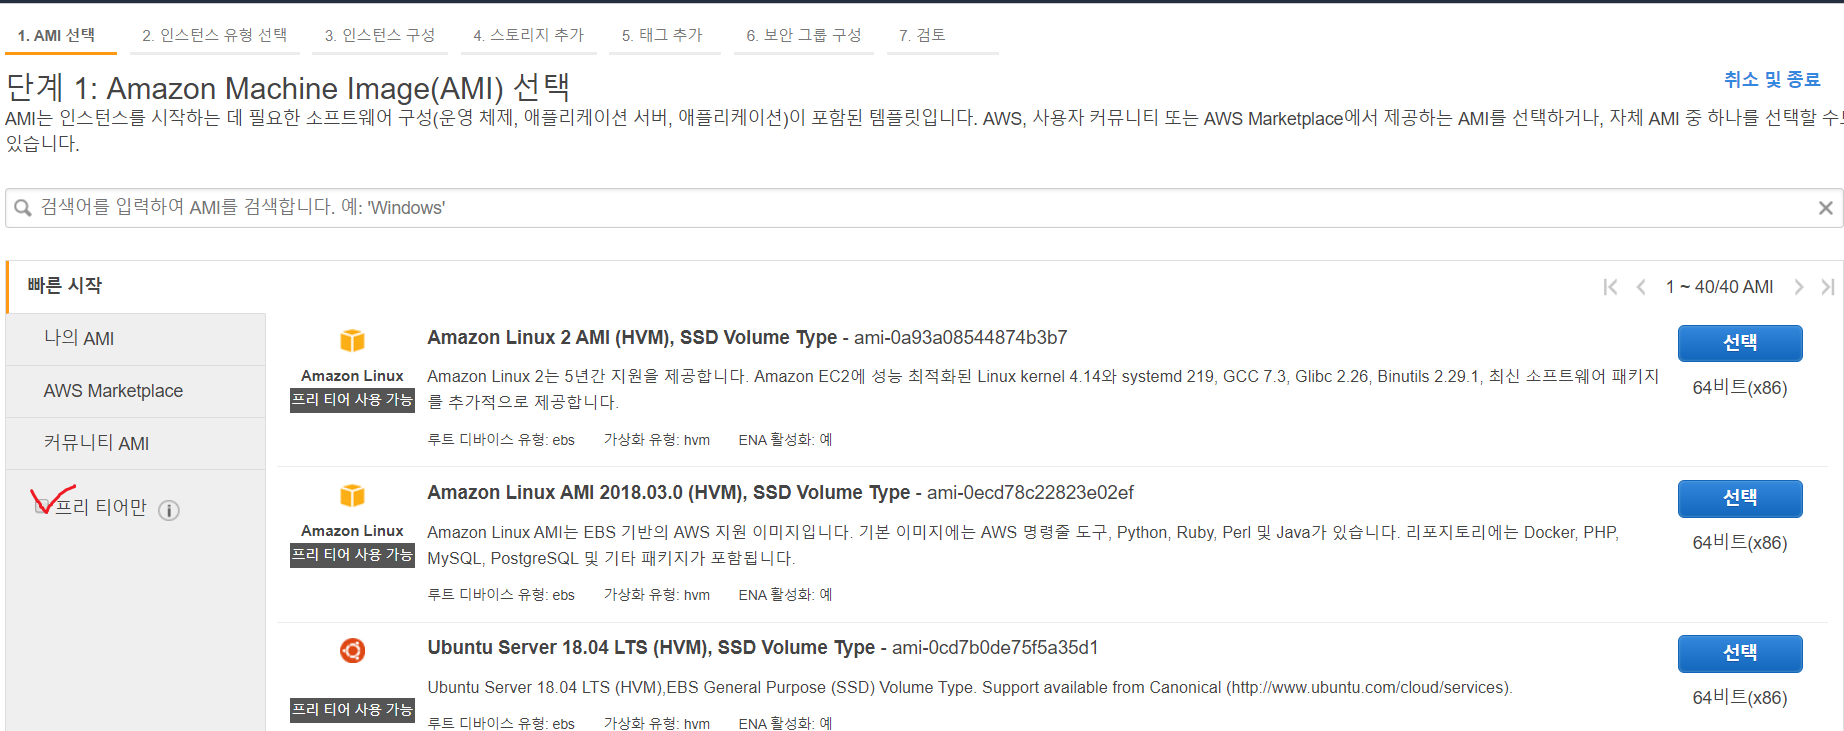 1. AMI 선택 2. 인스턴스 유형 선택 3. 인스턴스 구성 4. 스토리지 추가 5. 태그 추가 6. 보안 그룹 구성 7. 검토
단계 1: Amazon Machine Image(AMI) 선택
취소 및 종료
AMI는 인스턴스를 시작하는 데 필요한 소프트웨어 구성(운영 체제, 애플리케이션 서버, 애플리케이션)이 포함된 템플릿입니다. AWS, 사용자 커뮤니티 또는 AWS Marketplace에서 제공하는 AMI를 선택하거나, 자체 AMI 중 하나를 선택할 수도
있습니다.
검색어를 입력하여 AMI를 검색합니다. 예: 'Windows'
빠른 시작
1 ~ 40/40 AMI
나의 AMI
AWS Marketplace
커뮤니티 AMI
프리 티어만
Amazon Linux
프리 티어 사용 가능
Amazon Linux 2 AMI (HVM), SSD Volume Type - ami-0a93a08544874b3b7
Amazon Linux 2는 5년간 지원을 제공합니다. Amazon EC2에 성능 최적화된 Linux kernel 4.14와 systemd 219, GCC 7.3, Glibc 2.26, Binutils 2.29.1, 최신 소프트웨어 패키지
를 추가적으로 제공합니다.
루트 디바이스 유형: ebs 가상화 유형: hvm ENA 활성화: 예
선택
64비트(x86)
Amazon Linux
프리 티어 사용 가능
Amazon Linux AMI 2018.03.0 (HVM), SSD Volume Type - ami-0ecd78c22823e02ef
Amazon Linux AMI는 EBS 기반의 AWS 지원 이미지입니다. 기본 이미지에는 AWS 명령줄 도구, Python, Ruby, Perl 및 Java가 있습니다. 리포지토리에는 Docker, PHP,
MySQL, PostgreSQL 및 기타 패키지가 포함됩니다.
루트 디바이스 유형: ebs 가상화 유형: hvm ENA 활성화: 예
선택
64비트(x86)
프리 티어 사용 가능
Ubuntu Server 18.04 LTS (HVM), SSD Volume Type - ami-0cd7b0de75f5a35d1
Ubuntu Server 18.04 LTS (HVM),EBS General Purpose (SSD) Volume Type. Support available from Canonical (http://www.ubuntu.com/cloud/services).
루트 디바이스 유형: ebs 가상화 유형: hvm ENA 활성화: 예
선택
64비트(x86)